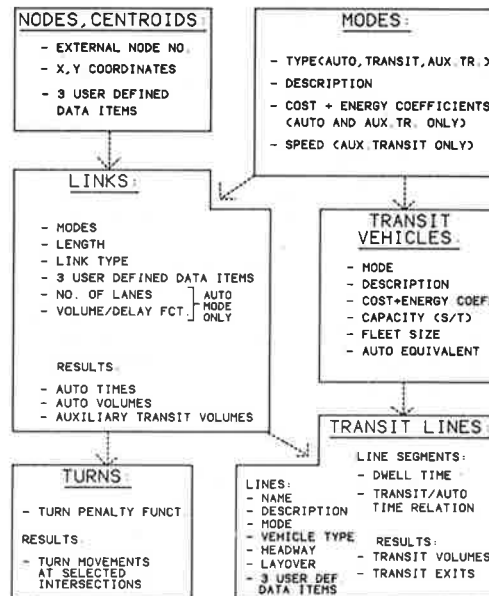 NODES,CENTROIDS:
- EXTERNAL NODE NO.
- X,Y COORDINATES
- 3 USER DEFINED
DATA ITEMS
MODES:
- TYPE(AUTO,TRANSIT,AUX.TR.)
- DESCRIPTION
- COST + ENERGY COEFFICIENTS
(AUTO AND AUX.TR. ONLY)
- SPEED (AUX.TRANSIT ONLY)
LINKS:
- MODES
- LENGTH
- LINK TYPE
- 3 USER DEFINED DATA ITEMS
- NO. OF LANES
- VOLUME/DELAY FCT.
AUTO
MODE
ONLY
RESULTS:
- AUTO TIMES
- AUTO VOLUMES
- AUXILIARY TRANSIT VOLUMES
TRANSIT
VEHICLES:
- MODE
- DESCRIPTION
- COST+ENERGY COEF
- CAPACITY (S/T)
- FLEET SIZE
- AUTO EQUIVALENT
TURNS:
- TURN PENALTY FUNCT.
RESULTS:
- TURN MOVEMENTS
AT SELECTED
INTERSECTIONS
TRANSIT LINES:
LINES:
- NAME
- DESCRIPTION
- MODE
- VEHICLE TYPE
- HEADWAY
- LAYOVER
- 3 USER DEF
DATA ITEMS
LINE SEGMENTS:
- DWELL TIME
- TRANSIT/AUTO
TIME RELATION
RESULTS:
- TRANSIT VOLUMES
- TRANSIT EXITS